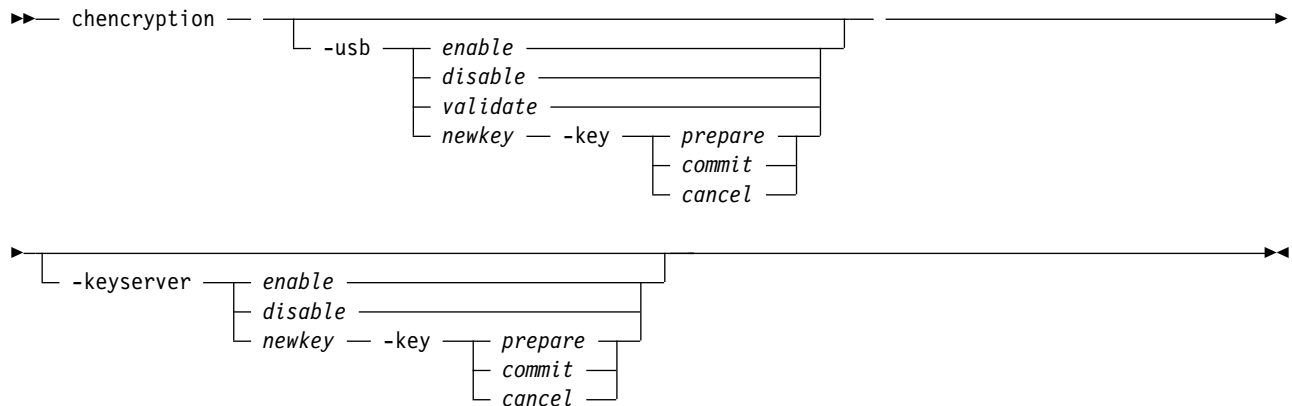 chencryption
-usb enable
disable
validate
newkey -key prepare
commit
cancel
-keyserver enable
disable
newkey -key prepare
commit
cancel